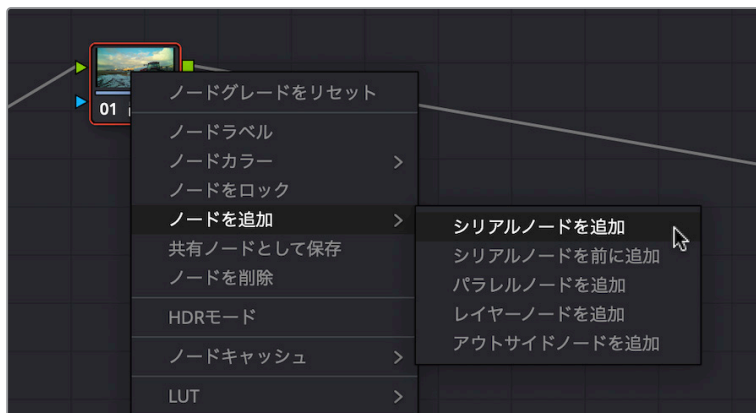 01
ノードグレードをリセット
ノードラベル
ノードカラー
ノードをロック
ノードを追加
共有ノードとして保存
ノードを削除
HDRモード
ノードキャッシュ
LUT
シリアルノードを追加
シリアルノードを前に追加
パラレルノードを追加
レイヤーノードを追加
アウトサイドノードを追加